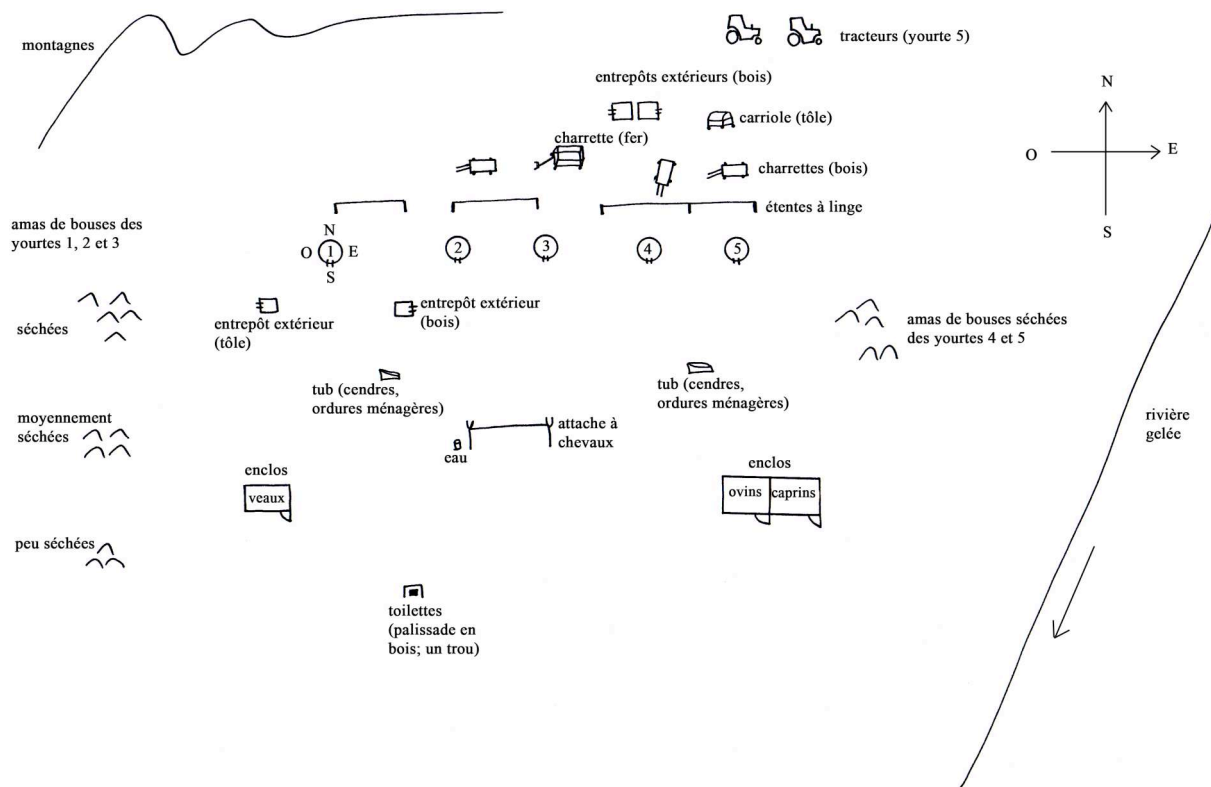 montagnes
tracteurs (yourte 5)
entrepôts extérieurs (bois)
carriole (tôle)
charrette (fer)
charrettes (bois)
étentes à linge
N
O
E
S
amas de bouses des
yourtes 1, 2 et 3
N
O 1 E
S
2
3
4
5
séchées
entrepôt extérieur
(tôle)
entrepôt extérieur
(bois)
amas de bouses séchées
des yourtes 4 et 5
tub (cendres,
ordures ménagères)
tub (cendres,
ordures ménagères)
moyennement
séchées
attache à
chevaux
eau
rivière
gelée
enclos
veaux
enclos
ovins
caprins
peu séchées
toilettes
(palissade en
bois; un trou)